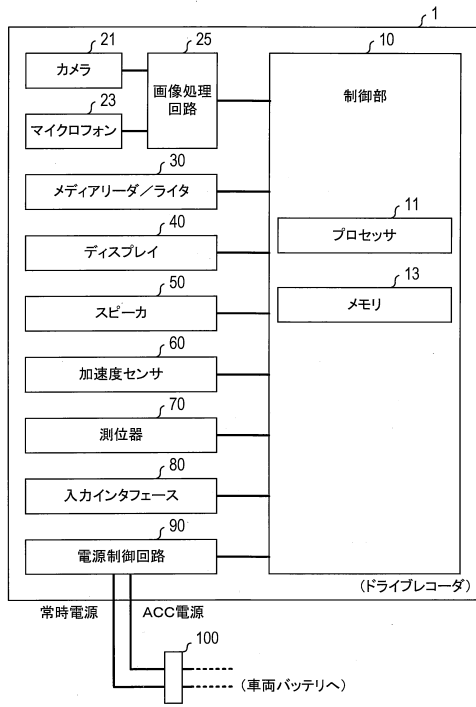 1
21
25
10
カメラ
画像処理
回路
制御部
23
マイクロフォン
30
メディアリーダ／ライタ
11
プロセッサ
40
ディスプレイ
13
メモリ
50
スピーカ
60
加速度センサ
70
測位器
80
入力インタフェース
90
電源制御回路
(ドライブレコーダ)
常時電源
ACC電源
100
(車両バッテリへ)